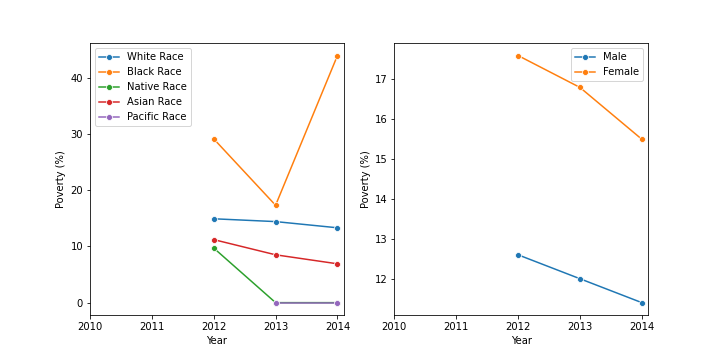 White Race
Black Race
Native Race
Asian Race
Pacific Race
40
30
20
10
0
Poverty (%)
2010 2011 2012 2013 2014
Year
Male
Female
17
16
15
14
13
12
Poverty (%)
2010 2011 2012 2013 2014
Year